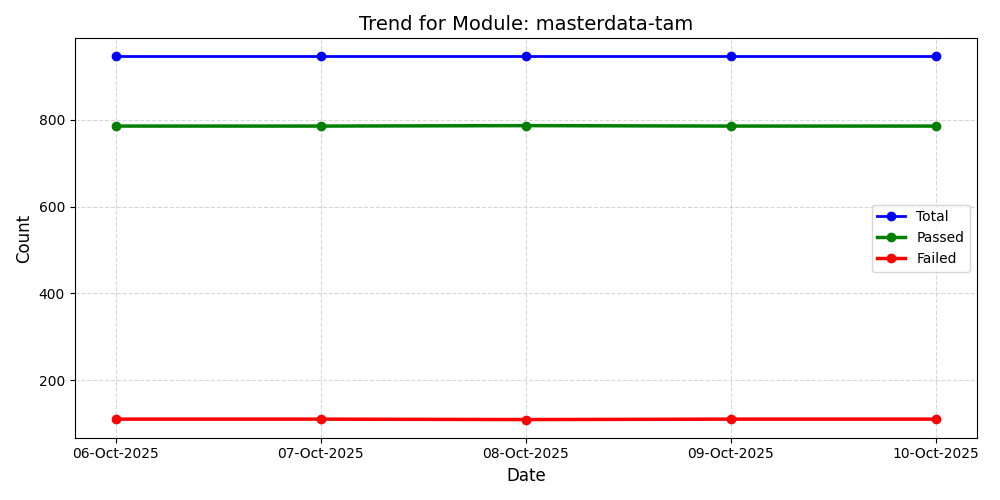 Trend for Module: masterdata-tam
Count
800
600
400
200
Total
Passed
Failed
06-Oct-2025
07-Oct-2025
08-Oct-2025
09-Oct-2025
10-Oct-2025
Date